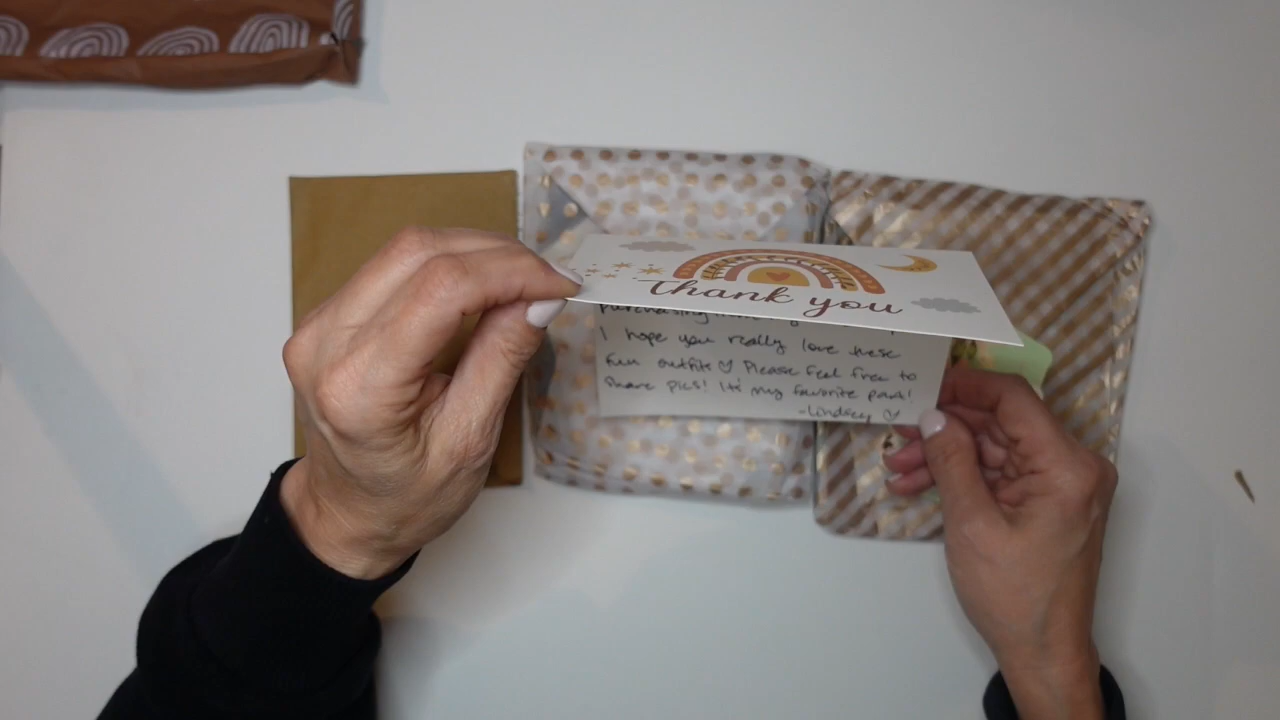 Thank you
purchasing
I hope you really love these
fun outfits ♡ Please feel free to
share pics! It's my favorite part!
-Lindsey ♡